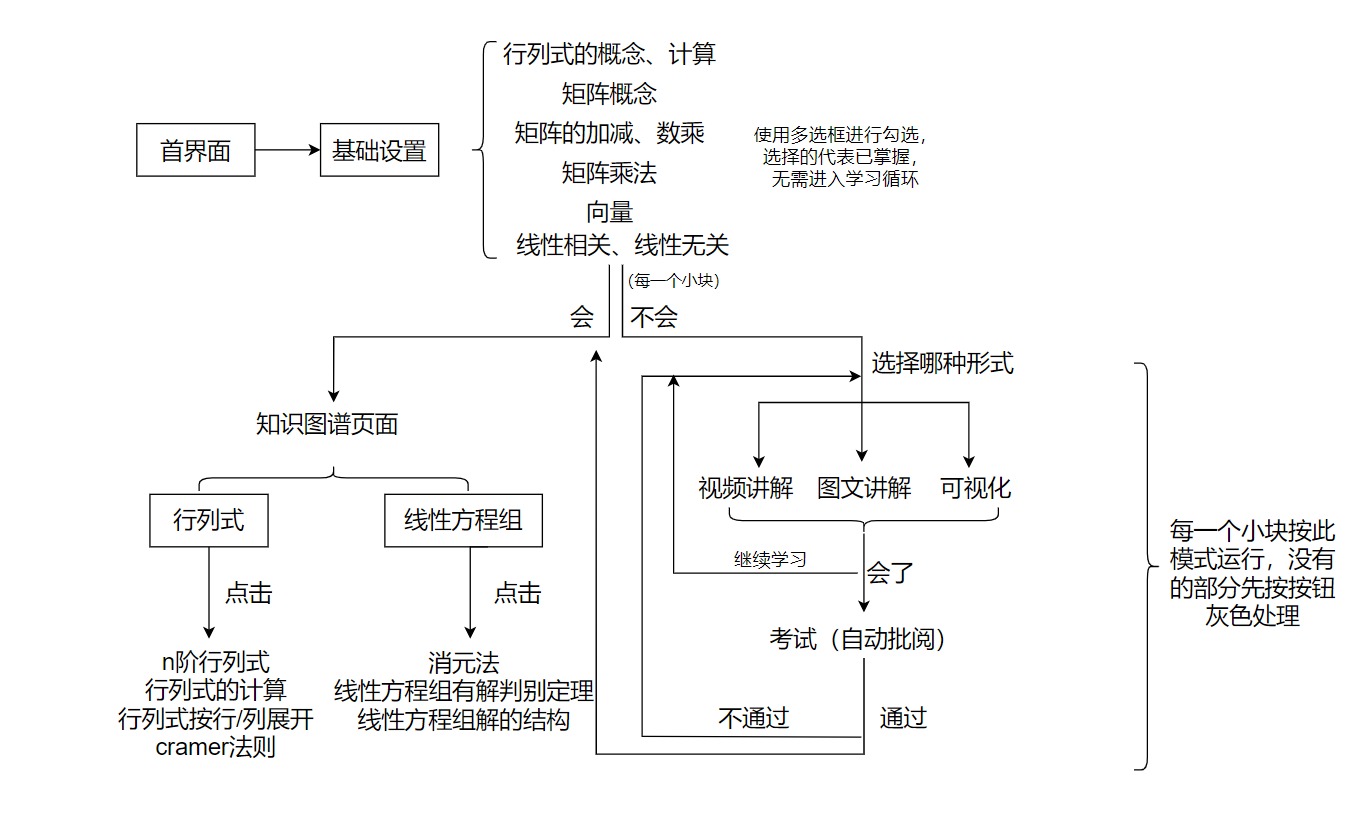 行列式的概念、计算
矩阵概念
首界面
基础设置
矩阵的加减、数乘
使用多选框进行勾选，
选择的代表已掌握，
无需进入学习循环
矩阵乘法
向量
线性相关、线性无关
（每一个小块）
会
不会
选择哪种形式
知识图谱页面
视频讲解
图文讲解
可视化
行列式
线性方程组
继续学习
会了
点击
点击
每一个小块按此
模式运行，没有
的部分先按按钮
灰色处理
考试（自动批阅）
n阶行列式
行列式的计算
行列式按行/列展开
cramer法则
消元法
线性方程组有解判别定理
线性方程组解的结构
不通过
通过